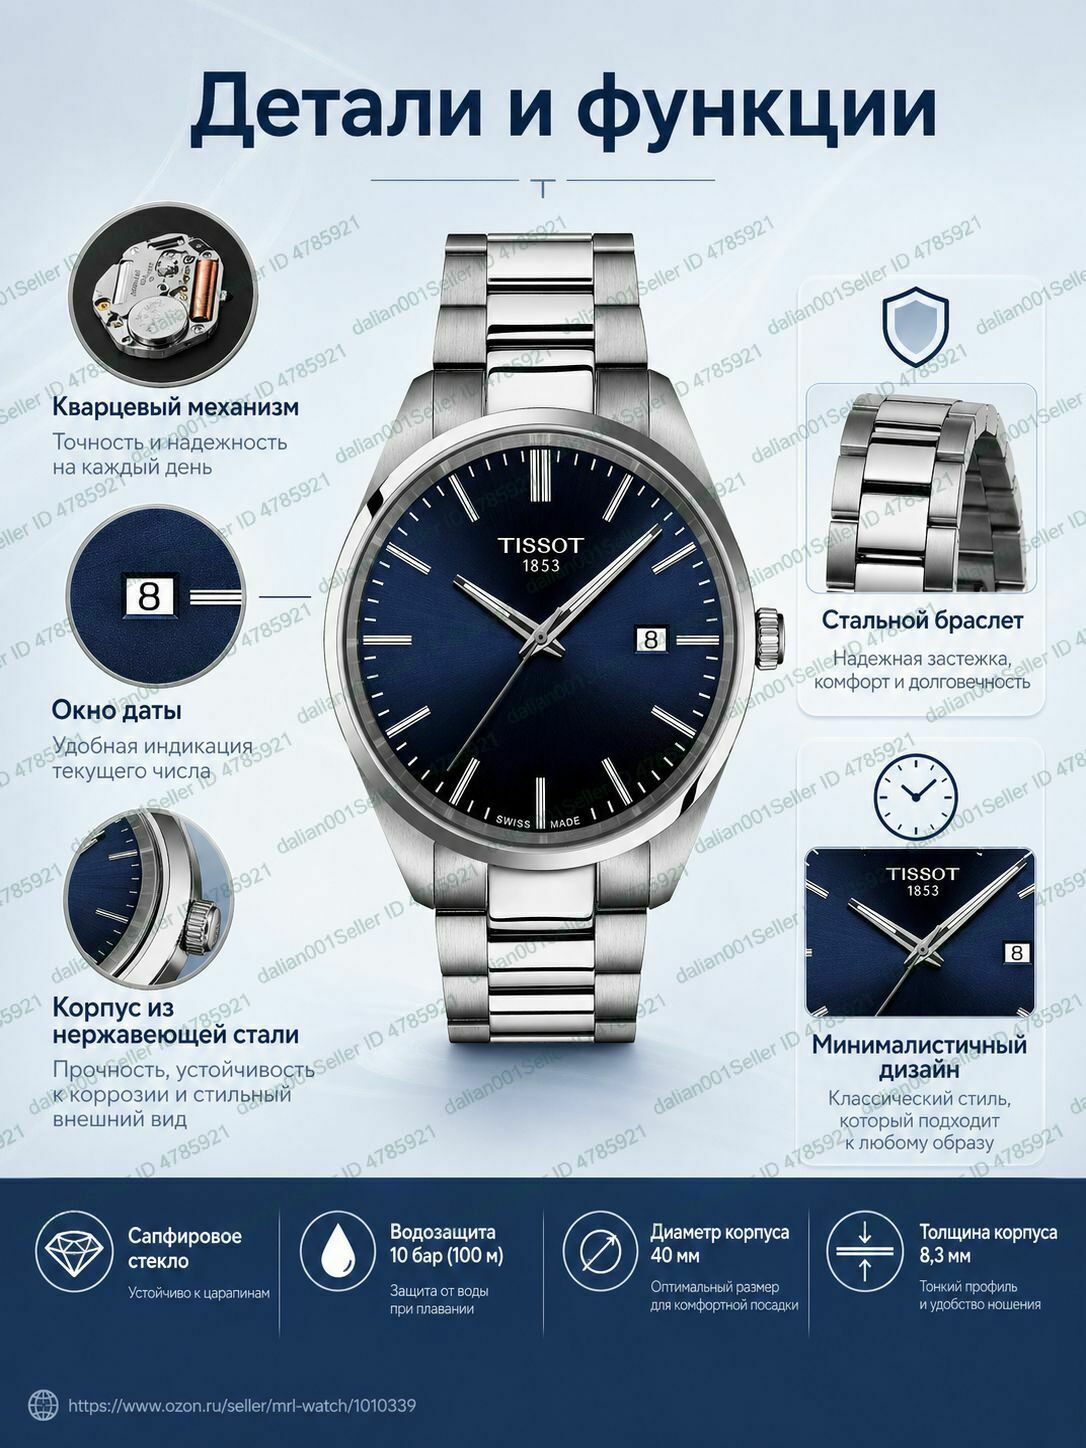 Детали и функции
Кварцевый механизм
Точность и надежность
на каждый день
8
Окно даты
Удобная индикация
текущего числа
Корпус из
нержавеющей стали
Прочность, устойчивость
к коррозии и стильный
внешний вид
TISSOT
1853
8
SWISS MADE
Стальной браслет
Надежная застежка,
комфорт и долговечность
TISSOT
1853
8
Минималистичный
дизайн
Классический стиль,
который подходит
к любому образу
dalian001Seller ID 4785921
Сапфировое
стекло
Устойчиво к царапинам
Водозащита
10 бар (100 м)
Защита от воды
при плавании
Диаметр корпуса
40 мм
Оптимальный размер
для комфортной посадки
Толщина корпуса
8,3 мм
Тонкий профиль
и удобство ношения
https://www.ozon.ru/seller/mrl-watch/1010339